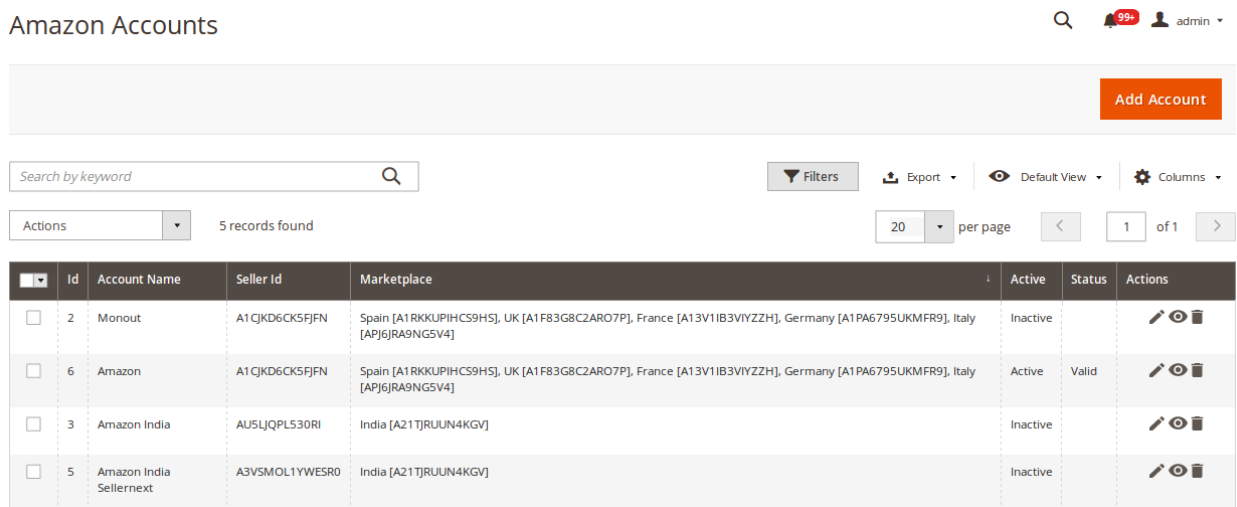 Amazon Accounts
99+
admin
Add Account
Search by keyword
Filters
Export
Default View
Columns
Actions
5 records found
20
per page
1
of 1
Id Account Name Seller Id Marketplace ↓ Active Status Actions
2 Monout A1CJKD6CK5FJFN Spain [A1RKKUPIHCS9HS], UK [A1F83G8C2ARO7P], France [A13V1IB3VIYZZH], Germany [A1PA6795UKMFR9], Italy Inactive
[APJ6JRA9NG5V4]
6 Amazon A1CJKD6CK5FJFN Spain [A1RKKUPIHCS9HS], UK [A1F83G8C2ARO7P], France [A13V1IB3VIYZZH], Germany [A1PA6795UKMFR9], Italy Active Valid
[APJ6JRA9NG5V4]
3 Amazon India AU5LJQPL530RI India [A21TJRUUN4KGV] Inactive
5 Amazon India A3VSMOL1YWESR0 India [A21TJRUUN4KGV] Inactive
Sellernext